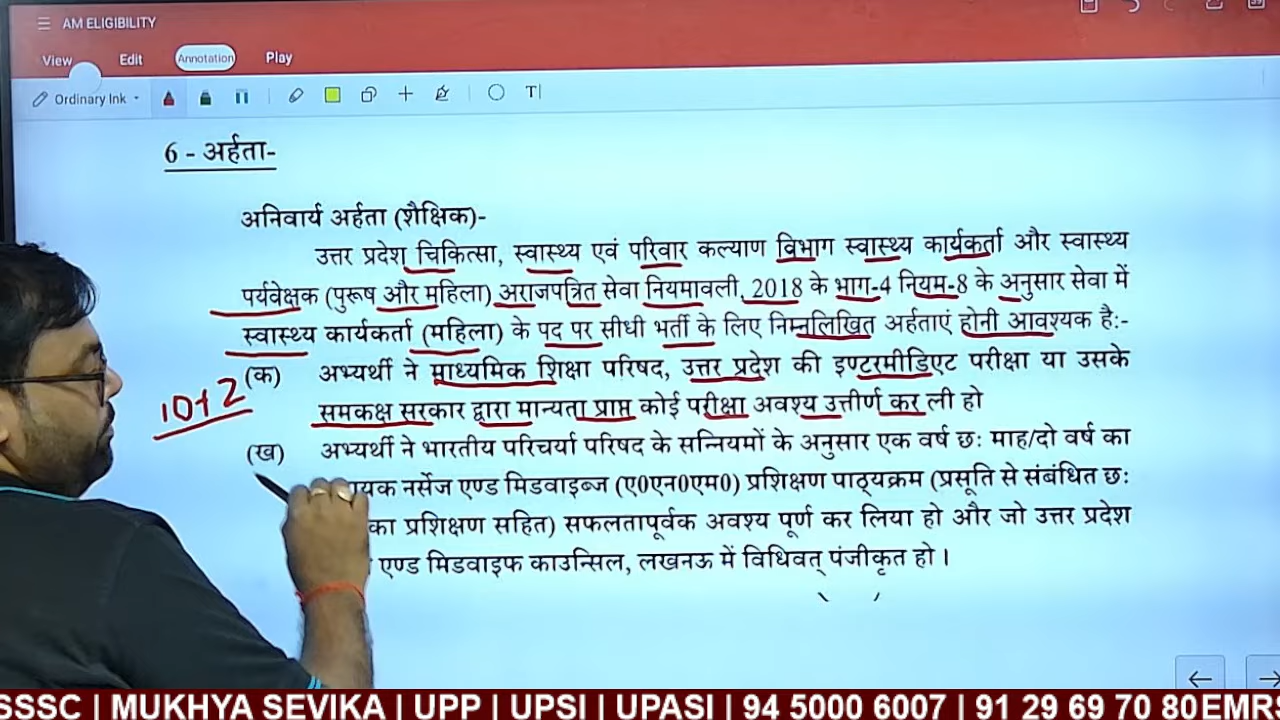 AM ELIGIBILITY
View Edit Annotation Play
Ordinary Ink T
6 - अर्हता-
अनिवार्य अर्हता (शैक्षिक)-
उत्तर प्रदेश चिकित्सा, स्वास्थ्य एवं परिवार कल्याण विभाग स्वास्थ्य कार्यकर्ता और स्वास्थ्य
पर्यवेक्षक (पुरूष और महिला) अराजपत्रित सेवा नियमावली, 2018 के भाग-4 नियम-8 के अनुसार सेवा में
स्वास्थ्य कार्यकर्ता (महिला) के पद पर सीधी भर्ती के लिए निम्नलिखित अर्हताएं होनी आवश्यक है:-
(क) अभ्यर्थी ने माध्यमिक शिक्षा परिषद, उत्तर प्रदेश की इण्टरमीडिएट परीक्षा या उसके
10+2
समकक्ष सरकार द्वारा मान्यता प्राप्त कोई परीक्षा अवश्य उत्तीर्ण कर ली हो
(ख) अभ्यर्थी ने भारतीय परिचर्या परिषद के सन्नियमों के अनुसार एक वर्ष छः माह/दो वर्ष का
यक नर्सेज एण्ड मिडवाइब्ज (ए0एन0एम0) प्रशिक्षण पाठ्यक्रम (प्रसूति से संबंधित छः
का प्रशिक्षण सहित) सफलतापूर्वक अवश्य पूर्ण कर लिया हो और जो उत्तर प्रदेश
एण्ड मिडवाइफ काउन्सिल, लखनऊ में विधिवत् पंजीकृत हो ।
SSSC | MUKHYA SEVIKA | UPP | UPSI | UPASI | 94 5000 6007 | 91 29 69 70 80 EMRS